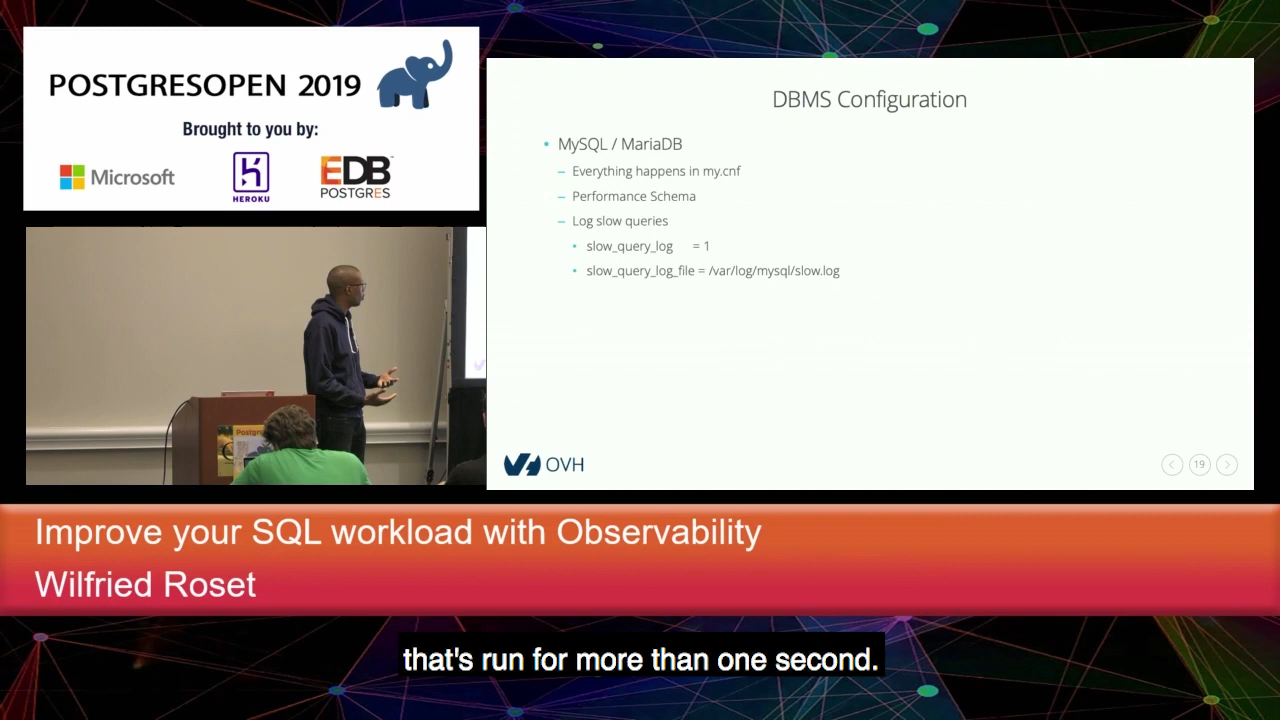 POSTGRESOPEN 2019
Brought to you by:
Microsoft
HEROKU
EDB
POSTGRES
DBMS Configuration
• MySQL / MariaDB
– Everything happens in my.cnf
– Performance Schema
– Log slow queries
• slow_query_log = 1
• slow_query_log_file = /var/log/mysql/slow.log
OVH
19
Improve your SQL workload with Observability
Wilfried Roset
that's run for more than one second.